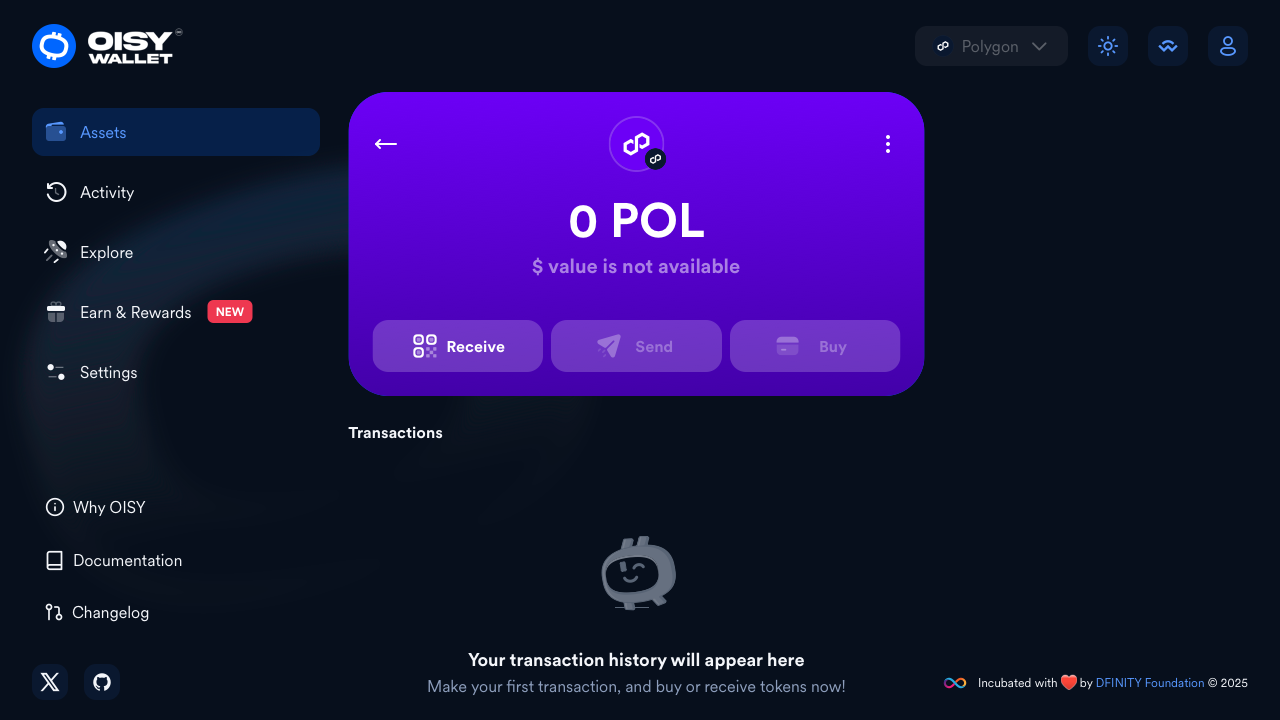 OISY
WALLET
Polygon
Assets
Activity
Explore
Earn & Rewards NEW
Settings
Why OISY
Documentation
Changelog
0 POL
$ value is not available
Receive
Send
Buy
Transactions
Your transaction history will appear here
Make your first transaction, and buy or receive tokens now!
Incubated with ❤️ by DFINITY Foundation © 2025